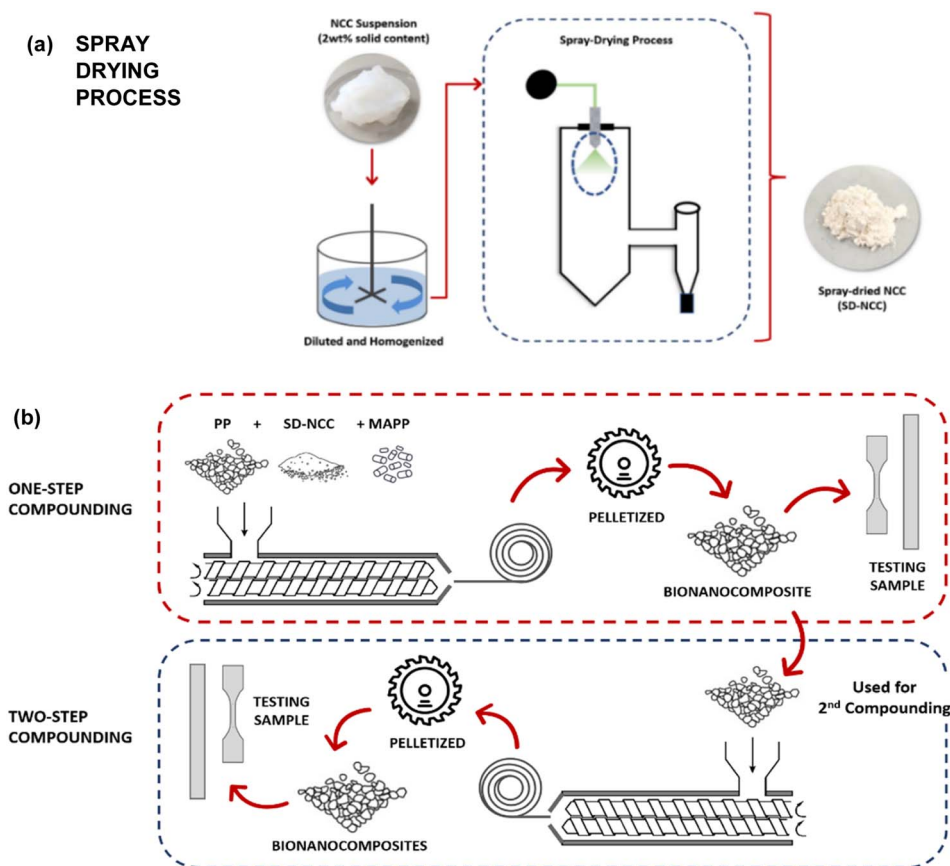 (a) SPRAY
DRYING
PROCESS
NCC Suspension
(2wt% solid content)
Diluted and Homogenized
Spray-Drying Process
Spray-dried NCC
(SD-NCC)
(b)
ONE-STEP
COMPOUNDING
PP + SD-NCC + MAPP
PELLETIZED
BIONANOCOMPOSITE
TESTING
SAMPLE
TWO-STEP
COMPOUNDING
Used for
2nd Compounding
PELLETIZED
BIONANOCOMPOSITES
TESTING
SAMPLE